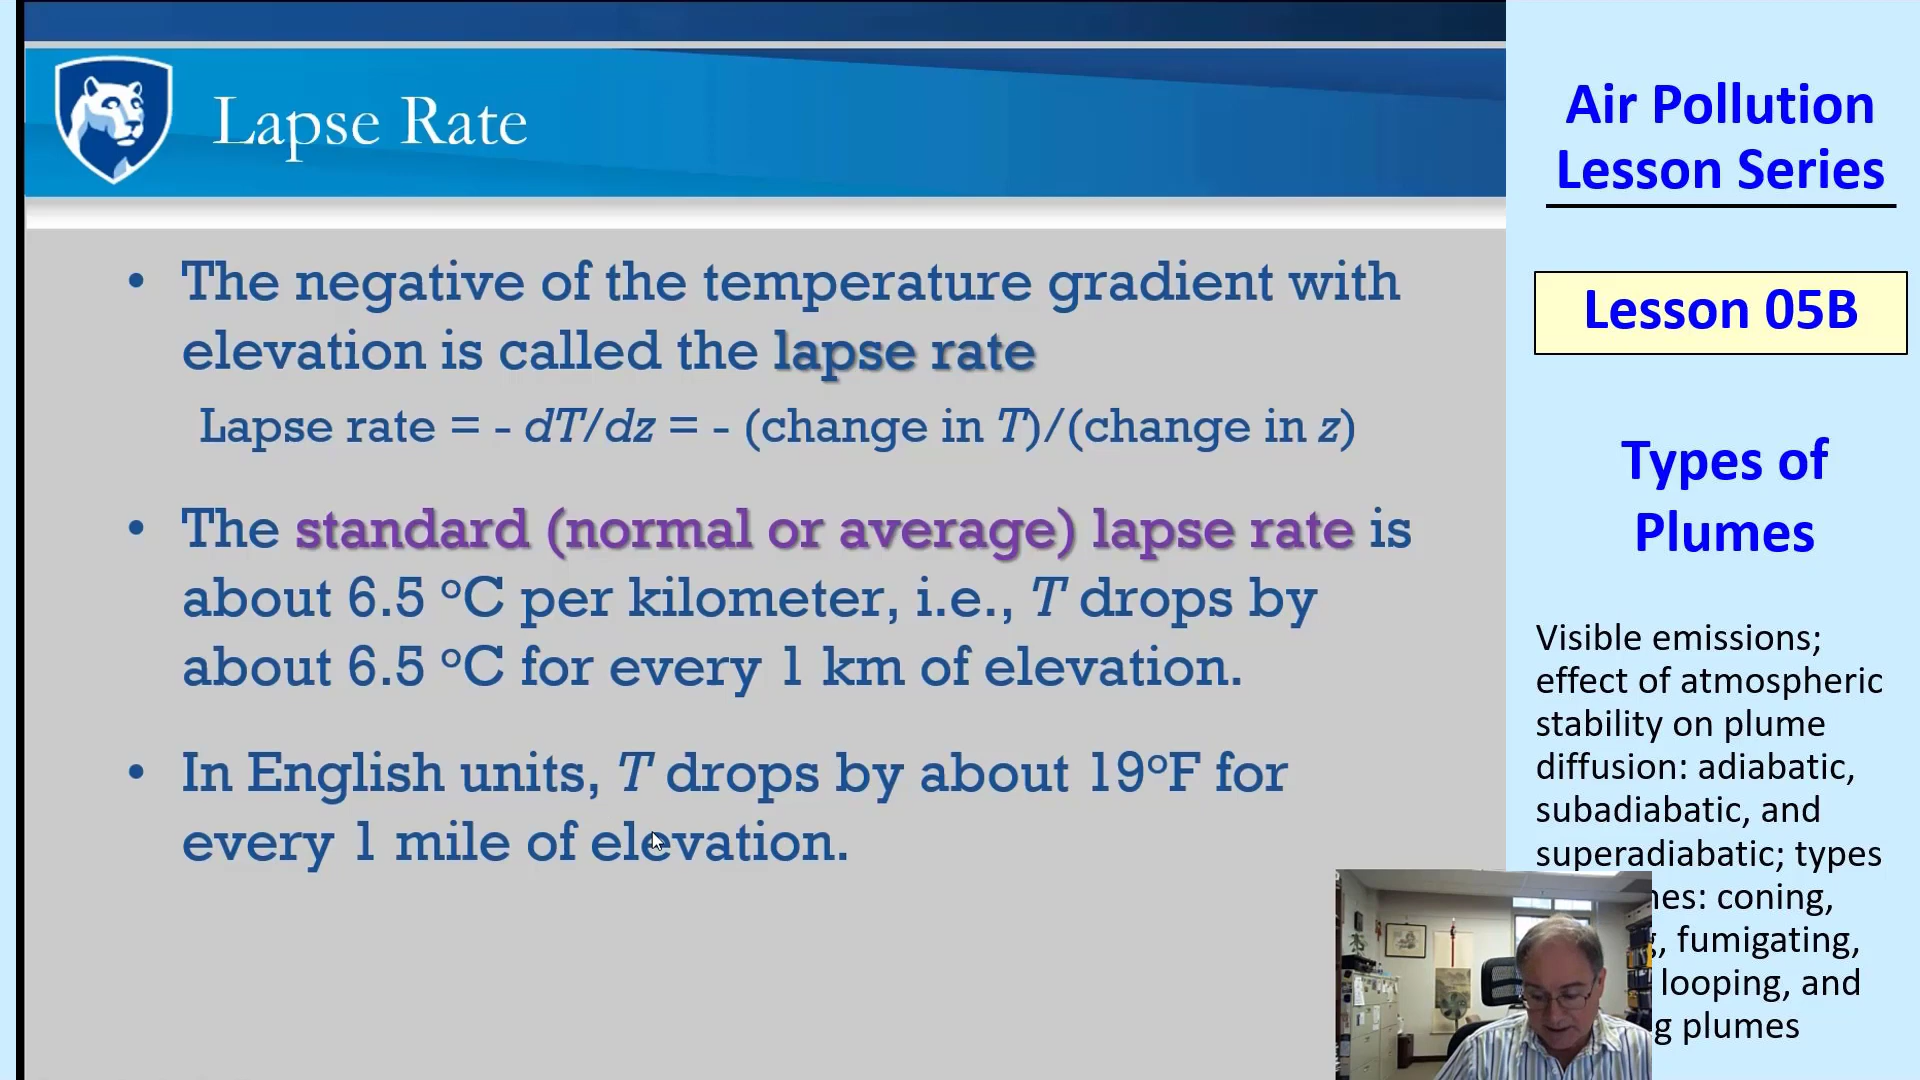 Lapse Rate
• The negative of the temperature gradient with
elevation is called the lapse rate
Lapse rate = - dT/dz = - (change in T)/(change in z)
• The standard (normal or average) lapse rate is
about 6.5 °C per kilometer, i.e., T drops by
about 6.5 °C for every 1 km of elevation.
• In English units, T drops by about 19°F for
every 1 mile of elevation.
Air Pollution
Lesson Series
Lesson 05B
Types of
Plumes
Visible emissions;
effect of atmospheric
stability on plume
diffusion: adiabatic,
subadiabatic, and
superadiabatic; types
coning,
fumigating,
looping, and
plumes